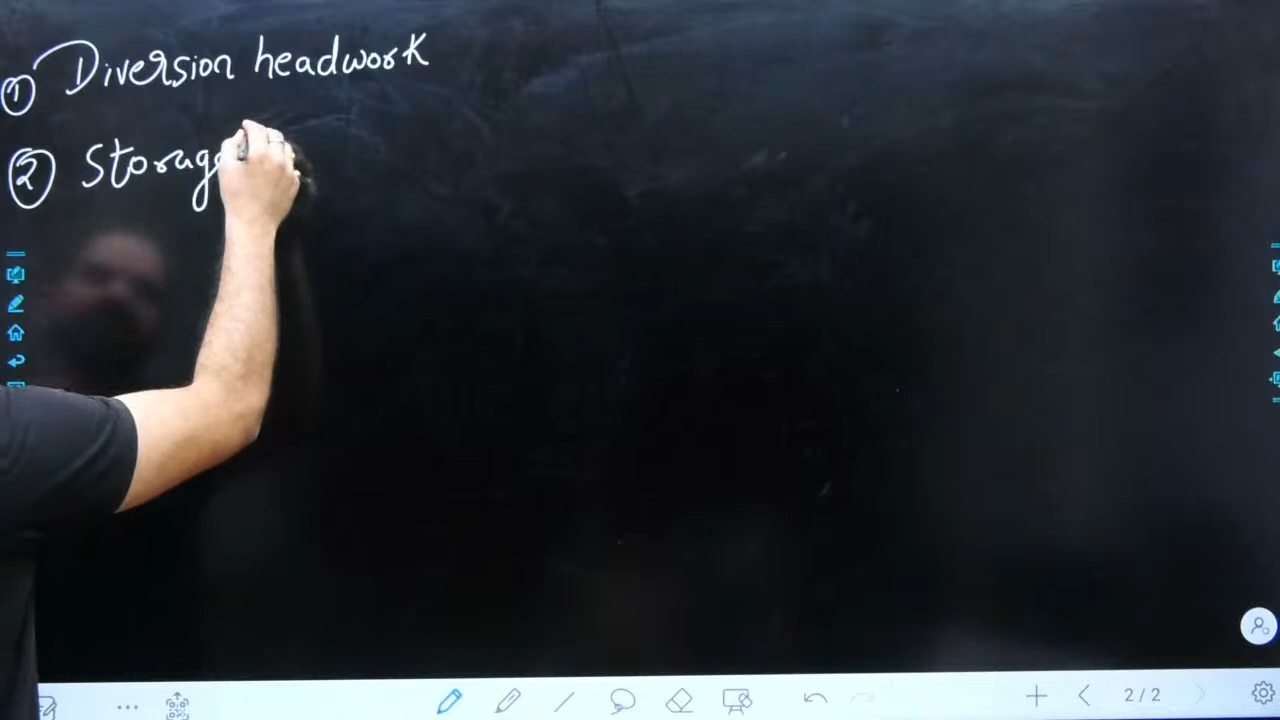 ① Diversion headwork
② Storag
2/2